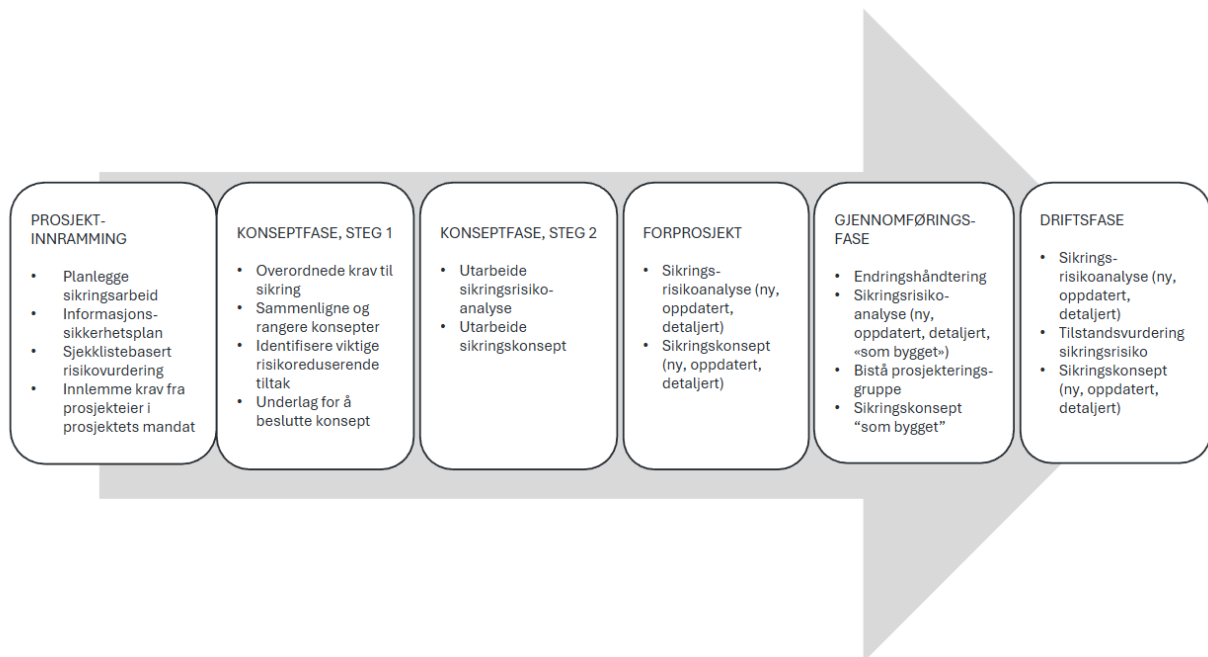 PROSJEKT-
INNRAMMING
• Planlegge
sikringsarbeid
• Informasjons-
sikkerhetsplan
• Sjekklistebasert
risikovurdering
• Innlemme krav fra
prosjekteier i
prosjektets mandat
KONSEPTFASE, STEG 1
• Overordnede krav til
sikring
• Sammenligne og
rangere konsepter
• Identifisere viktige
risikoreduserende
tiltak
• Underlag for å
beslutte konsept
KONSEPTFASE, STEG 2
• Utarbeide
sikringsrisiko-
analyse
• Utarbeide
sikringskonsept
FORPROSJEKT
• Sikrings-
risikoanalyse (ny,
oppdatert,
detaljert)
• Sikringskonsept
(ny, oppdatert,
detaljert)
GJENNOMFØRINGS-
FASE
• Endringshåndtering
• Sikringsrisiko-
analyse (ny,
oppdatert, detaljert,
«som bygget»)
• Bistå prosjekterings-
gruppe
• Sikringskonsept
“som bygget”
DRIFTSFASE
• Sikrings-
risikoanalyse (ny,
oppdatert,
detaljert)
• Tilstandsvurdering
sikringsrisiko
• Sikringskonsept
(ny, oppdatert,
detaljert)